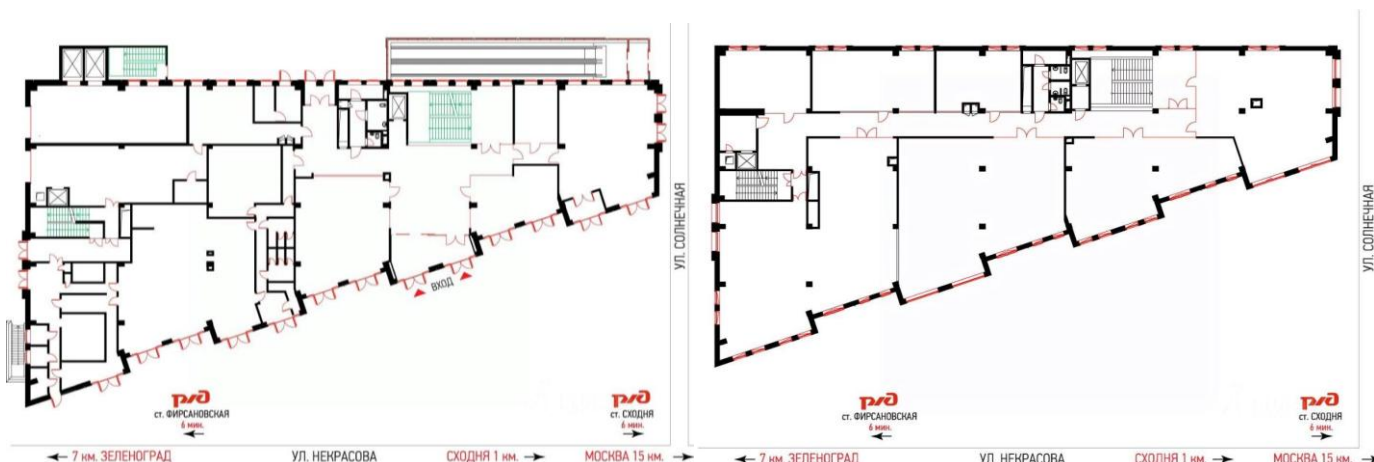 УЛ. СОЛНЕЧНАЯ
ВХОД
РЖД
ст. ФИРСАНОВСКАЯ
6 мин.
РЖД
ст. СХОДНЯ
6 мин.
7 км. ЗЕЛЕНОГРАД УЛ. НЕКРАСОВА СХОДНЯ 1 км. МОСКВА 15 км.
УЛ. СОЛНЕЧНАЯ
РЖД
ст. ФИРСАНОВСКАЯ
6 мин.
РЖД
ст. СХОДНЯ
6 мин.
7 км. ЗЕЛЕНОГРАД УЛ. НЕКРАСОВА СХОДНЯ 1 км. МОСКВА 15 км.